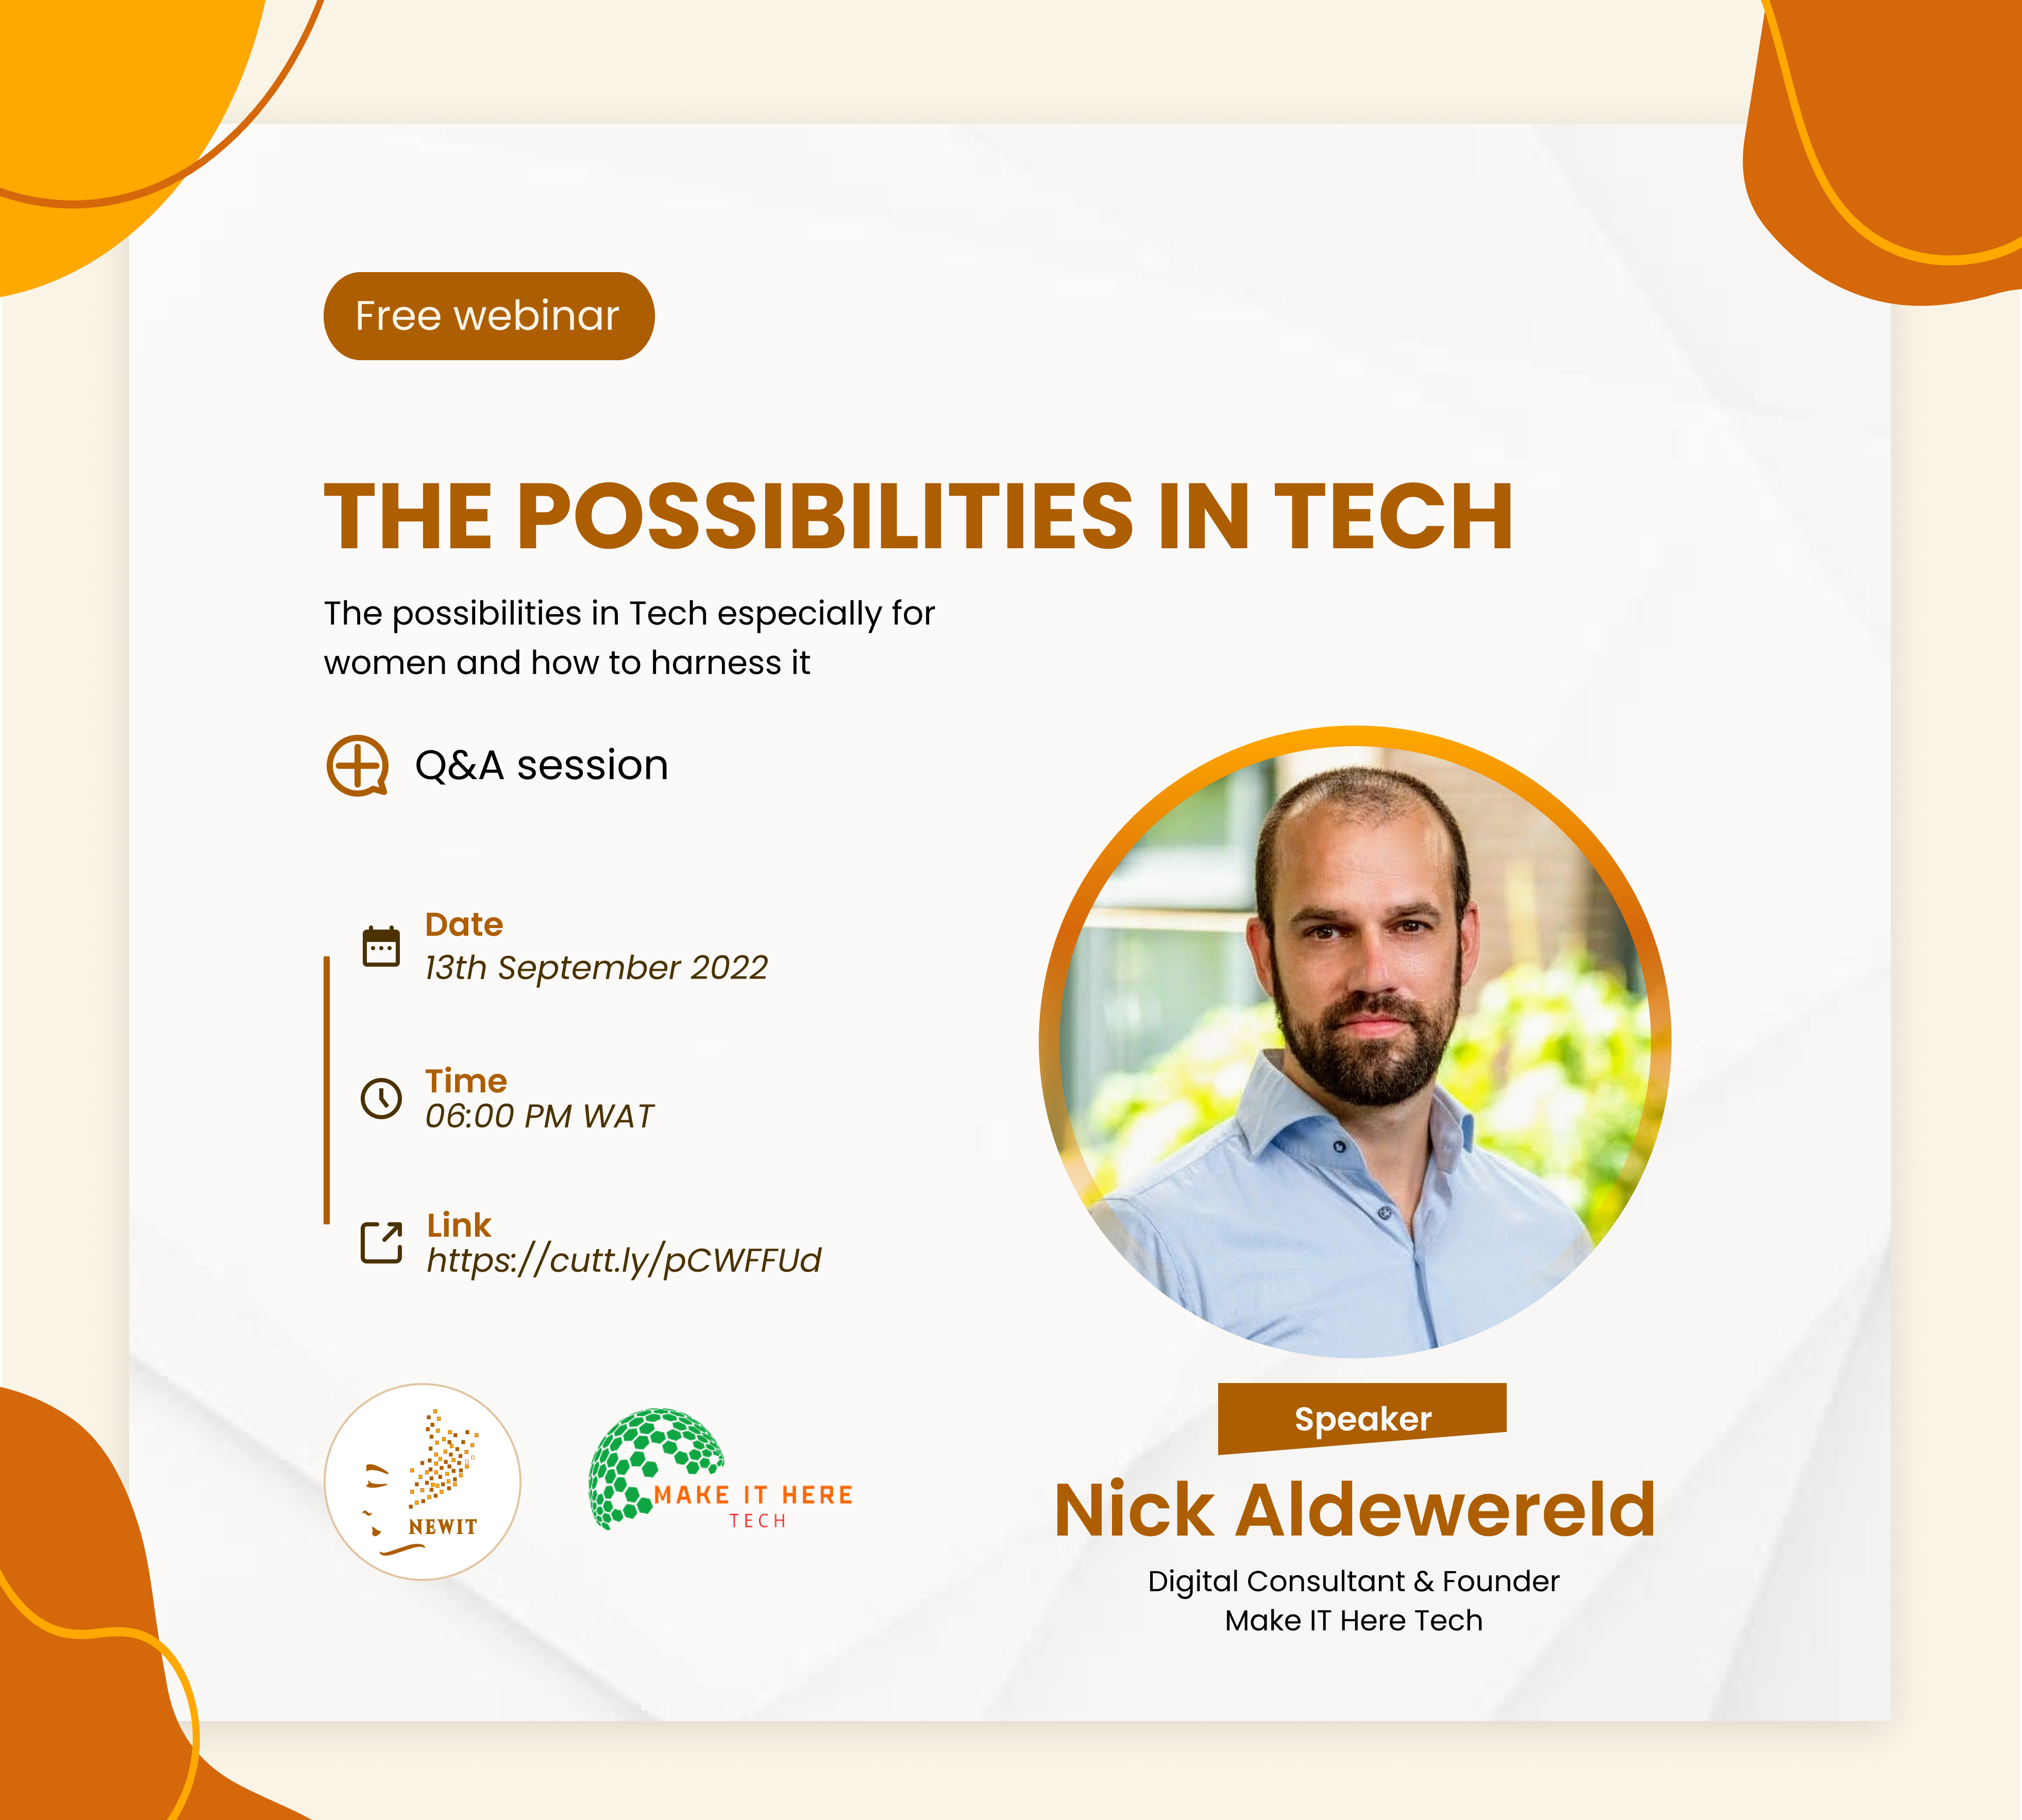 Free webinar
THE POSSIBILITIES IN TECH
The possibilities in Tech especially for
women and how to harness it
Q&A session
Date
13th September 2022
Time
06:00 PM WAT
Link
https://cutt.ly/pCWFFUd
NEWIT
MAKE IT HERE
TECH
Speaker
Nick Aldewereld
Digital Consultant & Founder
Make IT Here Tech